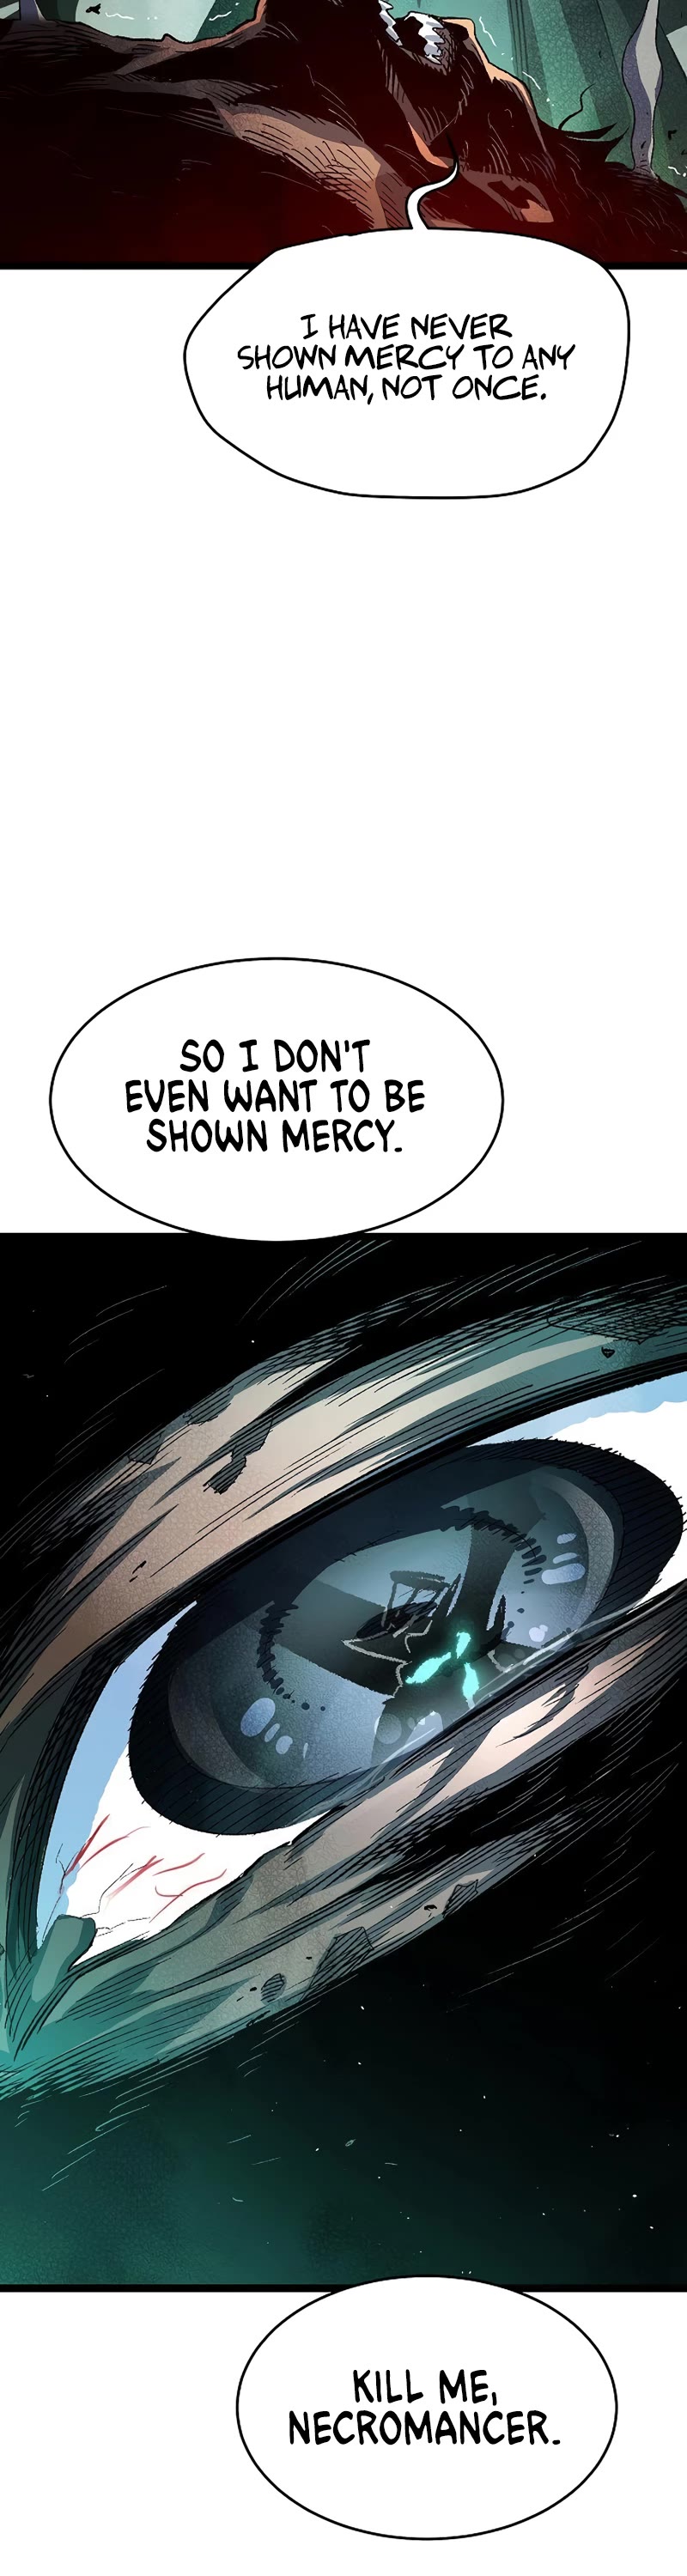 I HAVE NEVER
SHOWN MERCY TO ANY
HUMAN, NOT ONCE.
SO I DON'T
EVEN WANT TO BE
SHOWN MERCY.
KILL ME,
NECROMANCER.